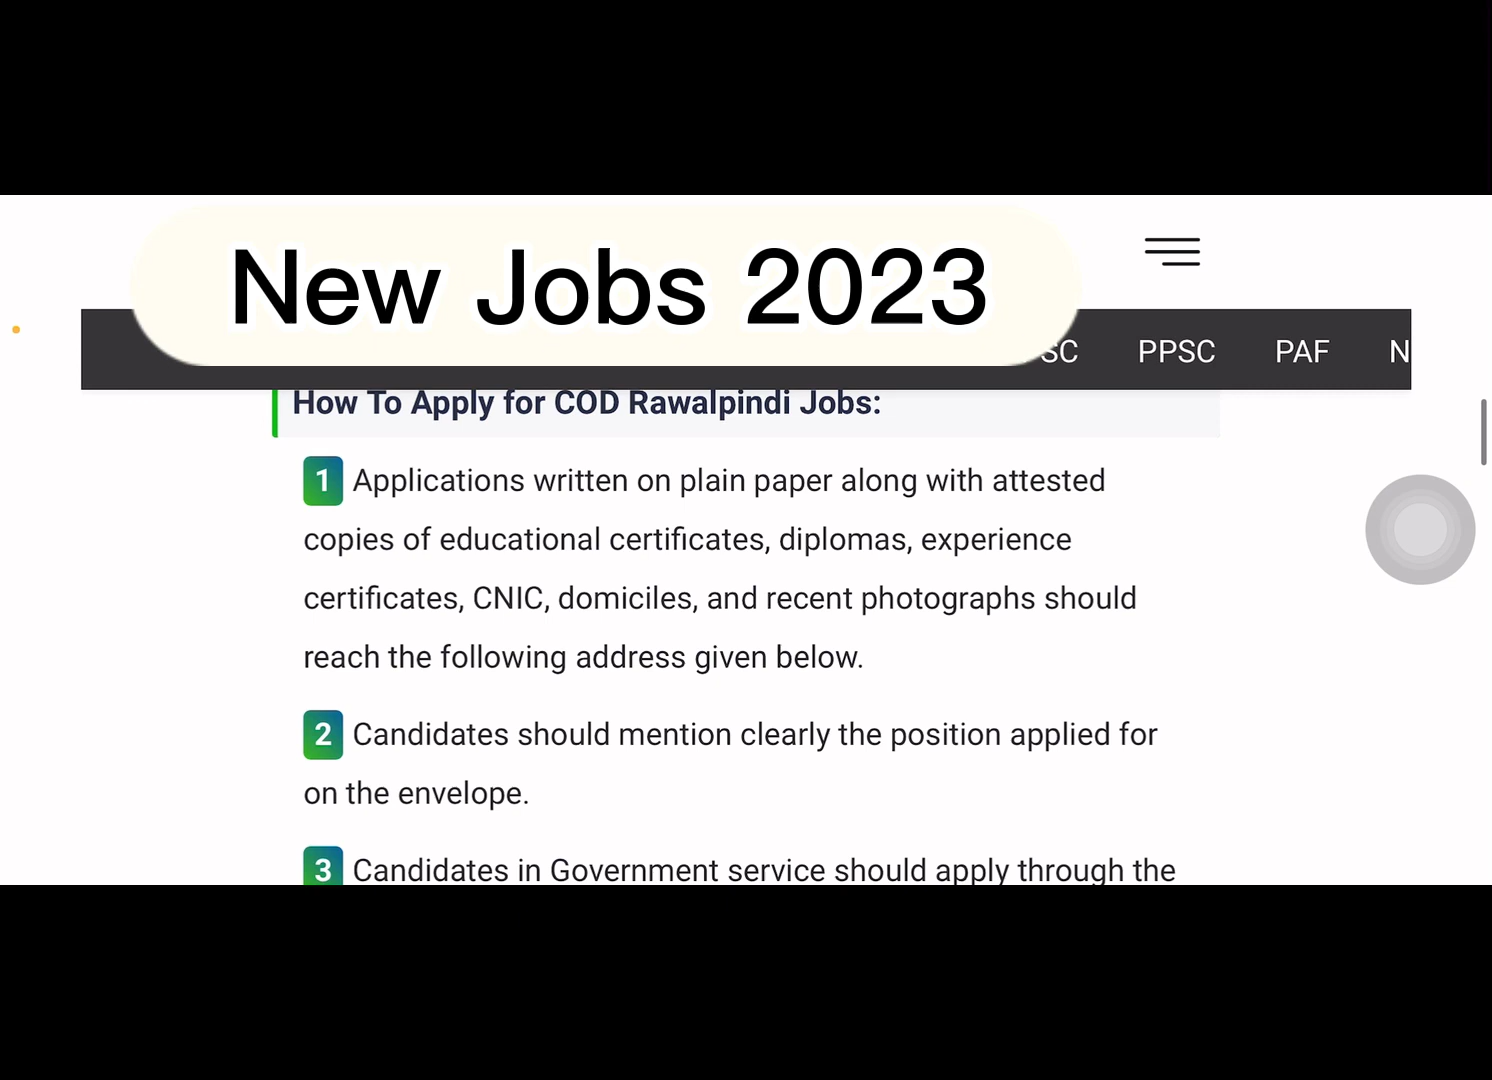 New Jobs 2023
SC PPSC PAF N
How To Apply for COD Rawalpindi Jobs:
1 Applications written on plain paper along with attested
copies of educational certificates, diplomas, experience
certificates, CNIC, domiciles, and recent photographs should
reach the following address given below.
2 Candidates should mention clearly the position applied for
on the envelope.
3 Candidates in Government service should apply through the